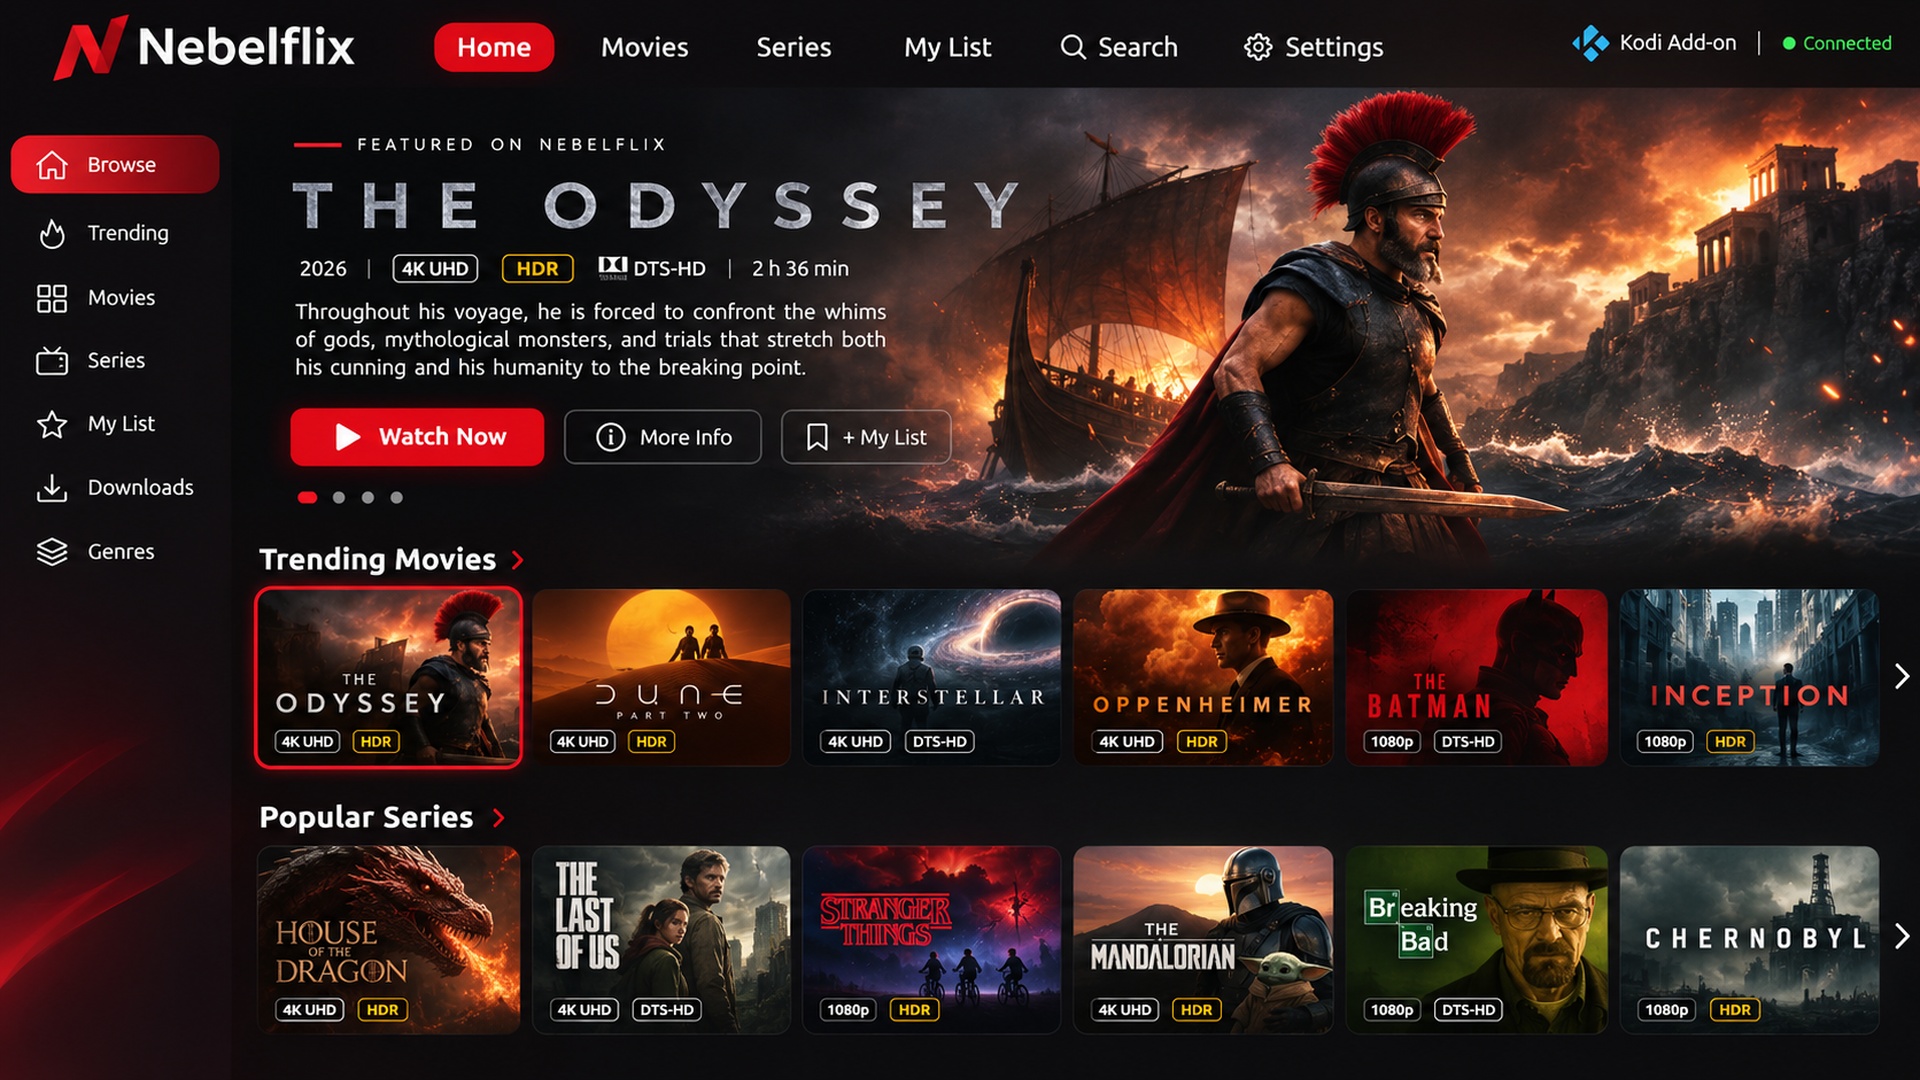 Nebelflix
Home
Movies
Series
My List
Search
Settings
Kodi Add-on
Connected
Browse
Trending
Movies
Series
My List
Downloads
Genres
FEATURED ON NEBELFLIX
THE ODYSSEY
2026 | 4K UHD HDR DTS-HD | 2 h 36 min
Throughout his voyage, he is forced to confront the whims
of gods, mythological monsters, and trials that stretch both
his cunning and his humanity to the breaking point.
Watch Now
More Info
+ My List
Trending Movies
THE
ODYSSEY
4K UHD HDR
DUNE
PART TWO
4K UHD HDR
INTERSTELLAR
4K UHD DTS-HD
OPPENHEIMER
4K UHD HDR
THE
BATMAN
1080p DTS-HD
INCEPTION
1080p HDR
Popular Series
HOUSE
OF THE
DRAGON
4K UHD HDR
THE
LAST
OF US
4K UHD DTS-HD
STRANGER
THINGS
1080p HDR
THE
MANDALORIAN
4K UHD HDR
Breaking
Bad
1080p DTS-HD
CHERNOBYL
1080p HDR